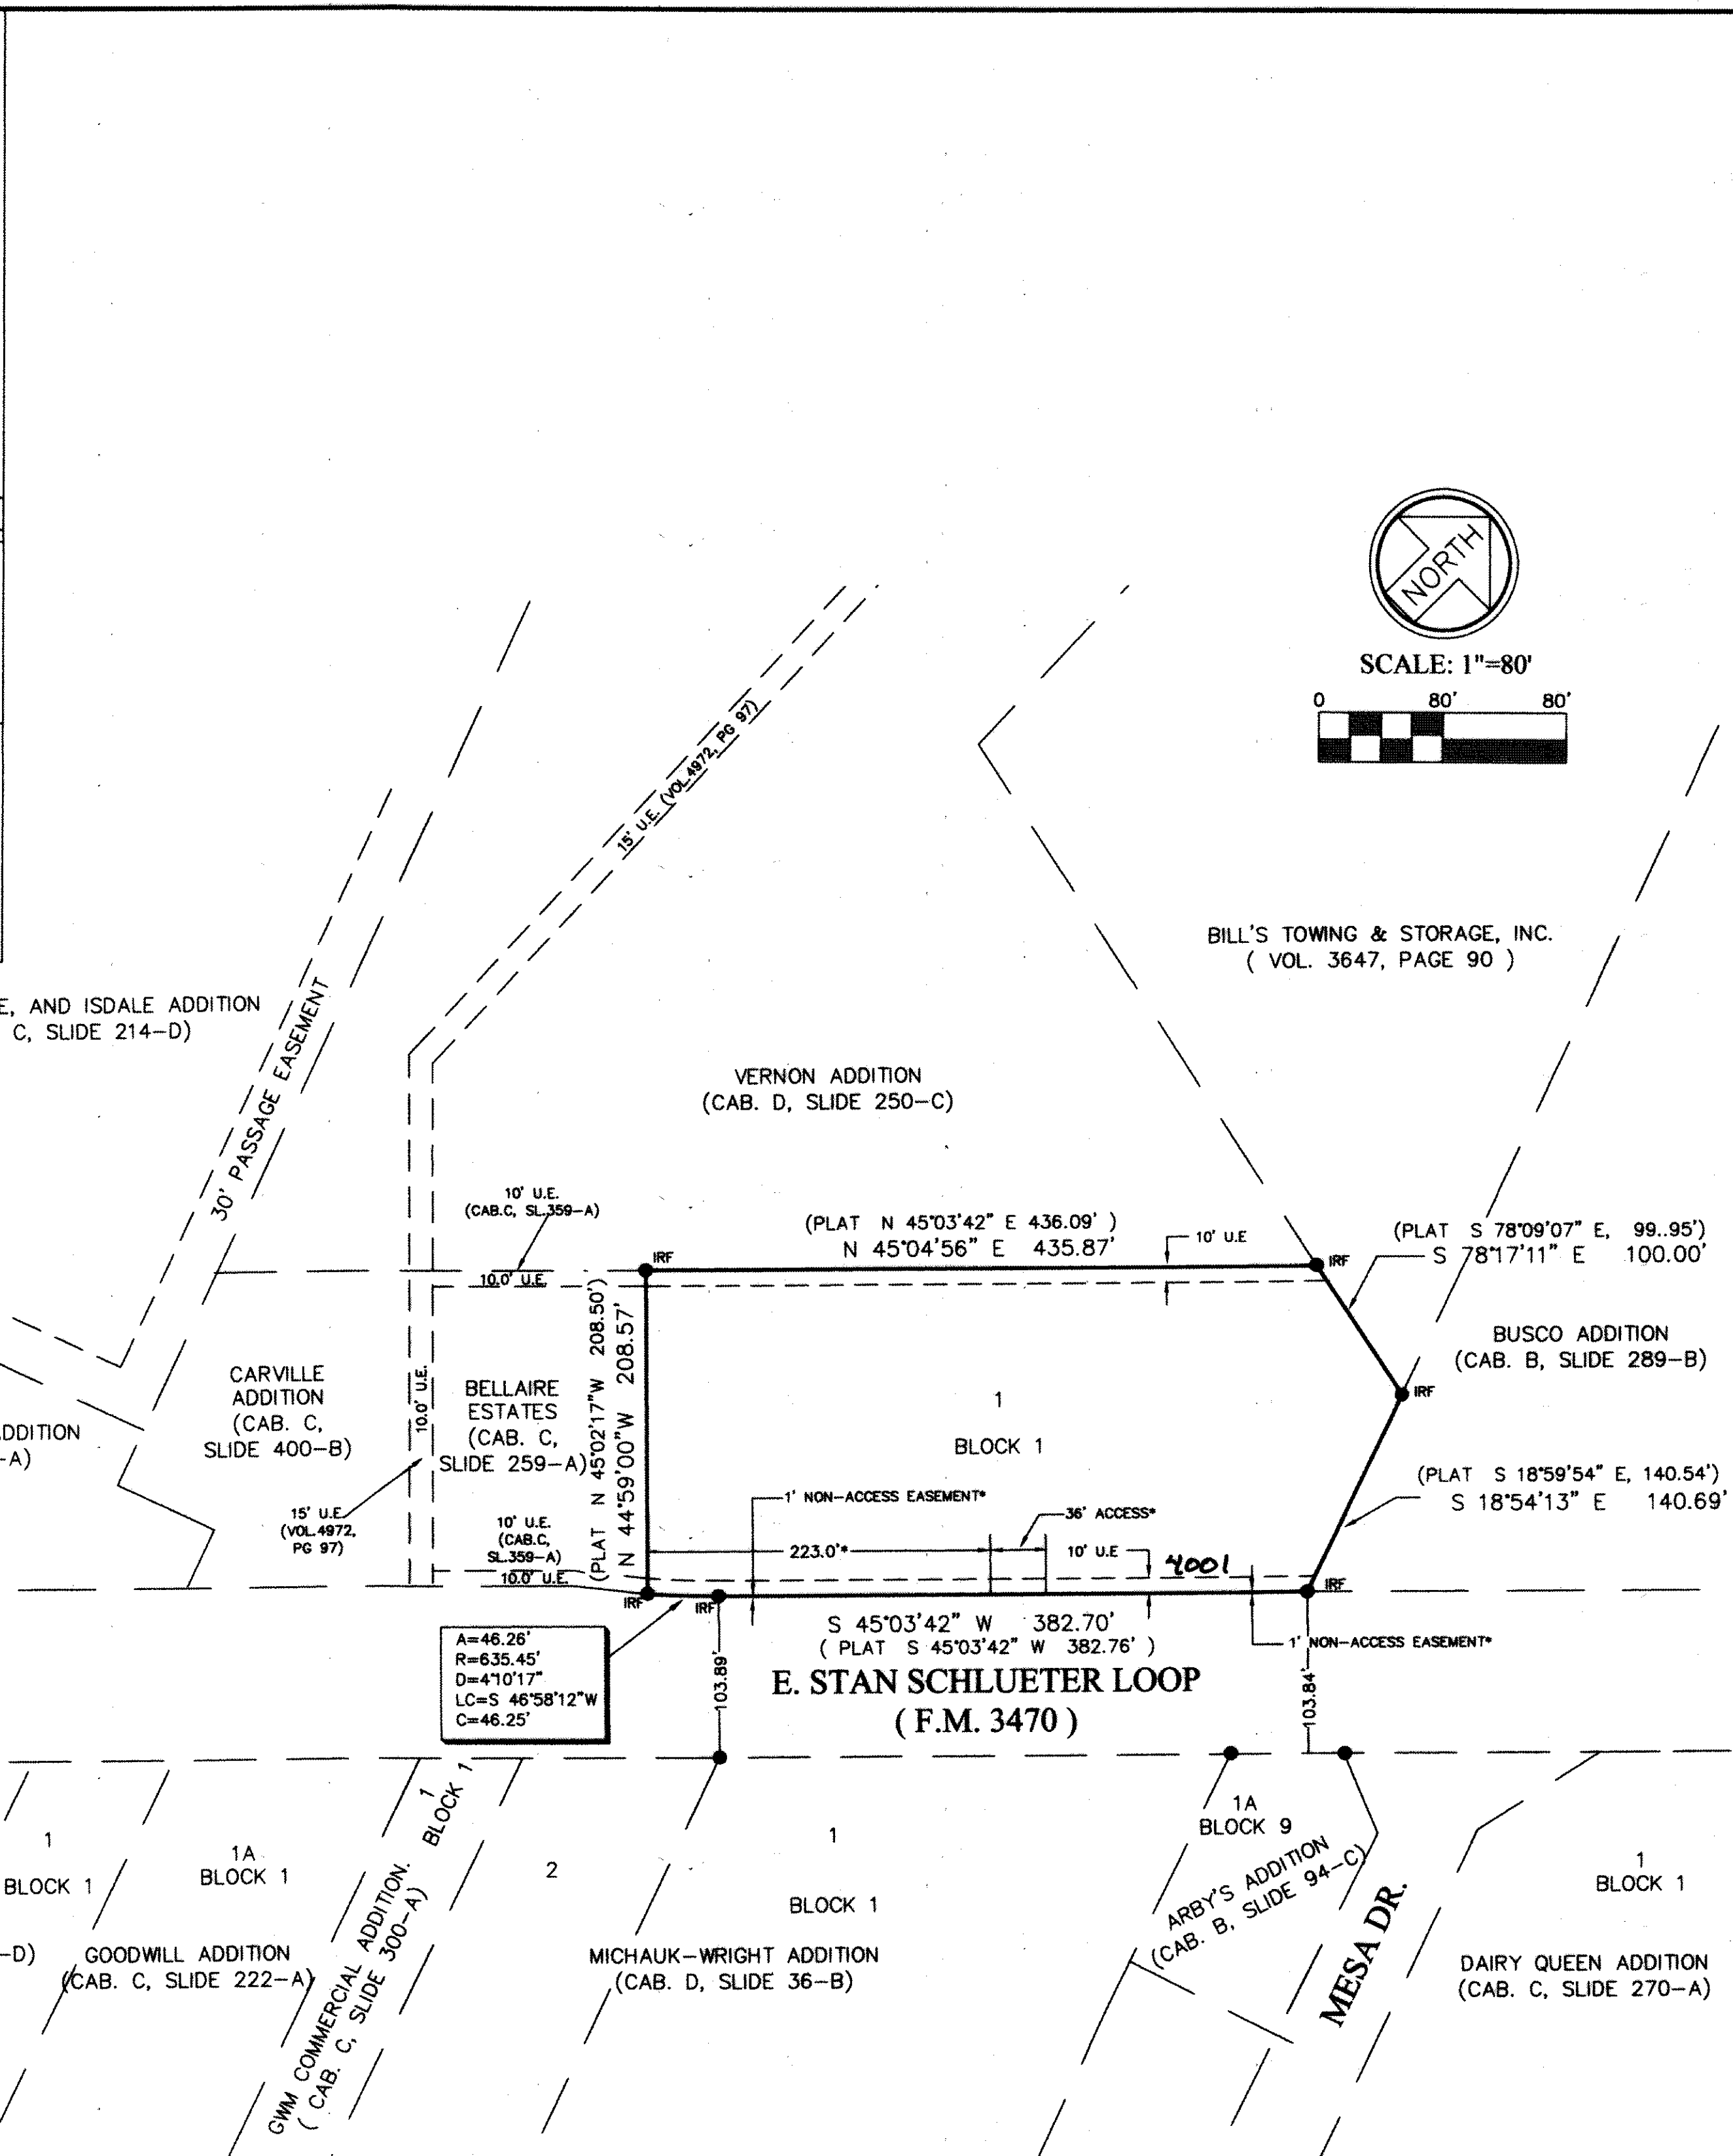 NORTH
SCALE: 1"=80'
0 80' 80'
15' U.E. (VOL.4972, PG 97)
BILL'S TOWING & STORAGE, INC.
( VOL. 3647, PAGE 90 )
E, AND ISDALE ADDITION
C, SLIDE 214-D)
30' PASSAGE EASEMENT
VERNON ADDITION
(CAB. D, SLIDE 250-C)
10' U.E.
(CAB.C, SL.359-A)
(PLAT N 45°03'42" E 436.09' )
N 45°04'56" E 435.87'
10' U.E
(PLAT S 78°09'07" E, 99..95')
S 78°17'11" E 100.00'
IRF
IRF
10.0' U.E.
BUSCO ADDITION
(CAB. B, SLIDE 289-B)
IRF
CARVILLE
ADDITION
(CAB. C,
SLIDE 400-B)
10.0' U.E.
BELLAIRE
ESTATES
(CAB. C,
SLIDE 259-A)
(PLAT N 45°02'17"W 208.50')
N 44°59'00"W 208.57'
1
BLOCK 1
DDITION
-A)
(PLAT S 18°59'54" E, 140.54')
S 18°54'13" E 140.69'
1' NON-ACCESS EASEMENT*
36' ACCESS*
15' U.E.
(VOL.4972,
PG 97)
10' U.E.
(CAB.C,
SL.359-A)
10.0' U.E.
223.0'*
10' U.E
4001
IRF
IRF
IRF
S 45°03'42" W 382.70'
( PLAT S 45°03'42" W 382.76' )
1' NON-ACCESS EASEMENT*
A=46.26'
R=635.45'
D=4°10'17"
LC=S 46°58'12"W
C=46.25'
103.89'
E. STAN SCHLUETER LOOP
( F.M. 3470 )
103.84'
1
BLOCK 1
1A
BLOCK 1
1
BLOCK 1
2
1
BLOCK 1
1A
BLOCK 9
ARBY'S ADDITION
(CAB. B, SLIDE 94-C)
1
BLOCK 1
-D)
GOODWILL ADDITION
(CAB. C, SLIDE 222-A)
GWM COMMERCIAL ADDITION.
( CAB. C, SLIDE 300-A)
MICHAUK-WRIGHT ADDITION
(CAB. D, SLIDE 36-B)
MESA DR.
DAIRY QUEEN ADDITION
(CAB. C, SLIDE 270-A)